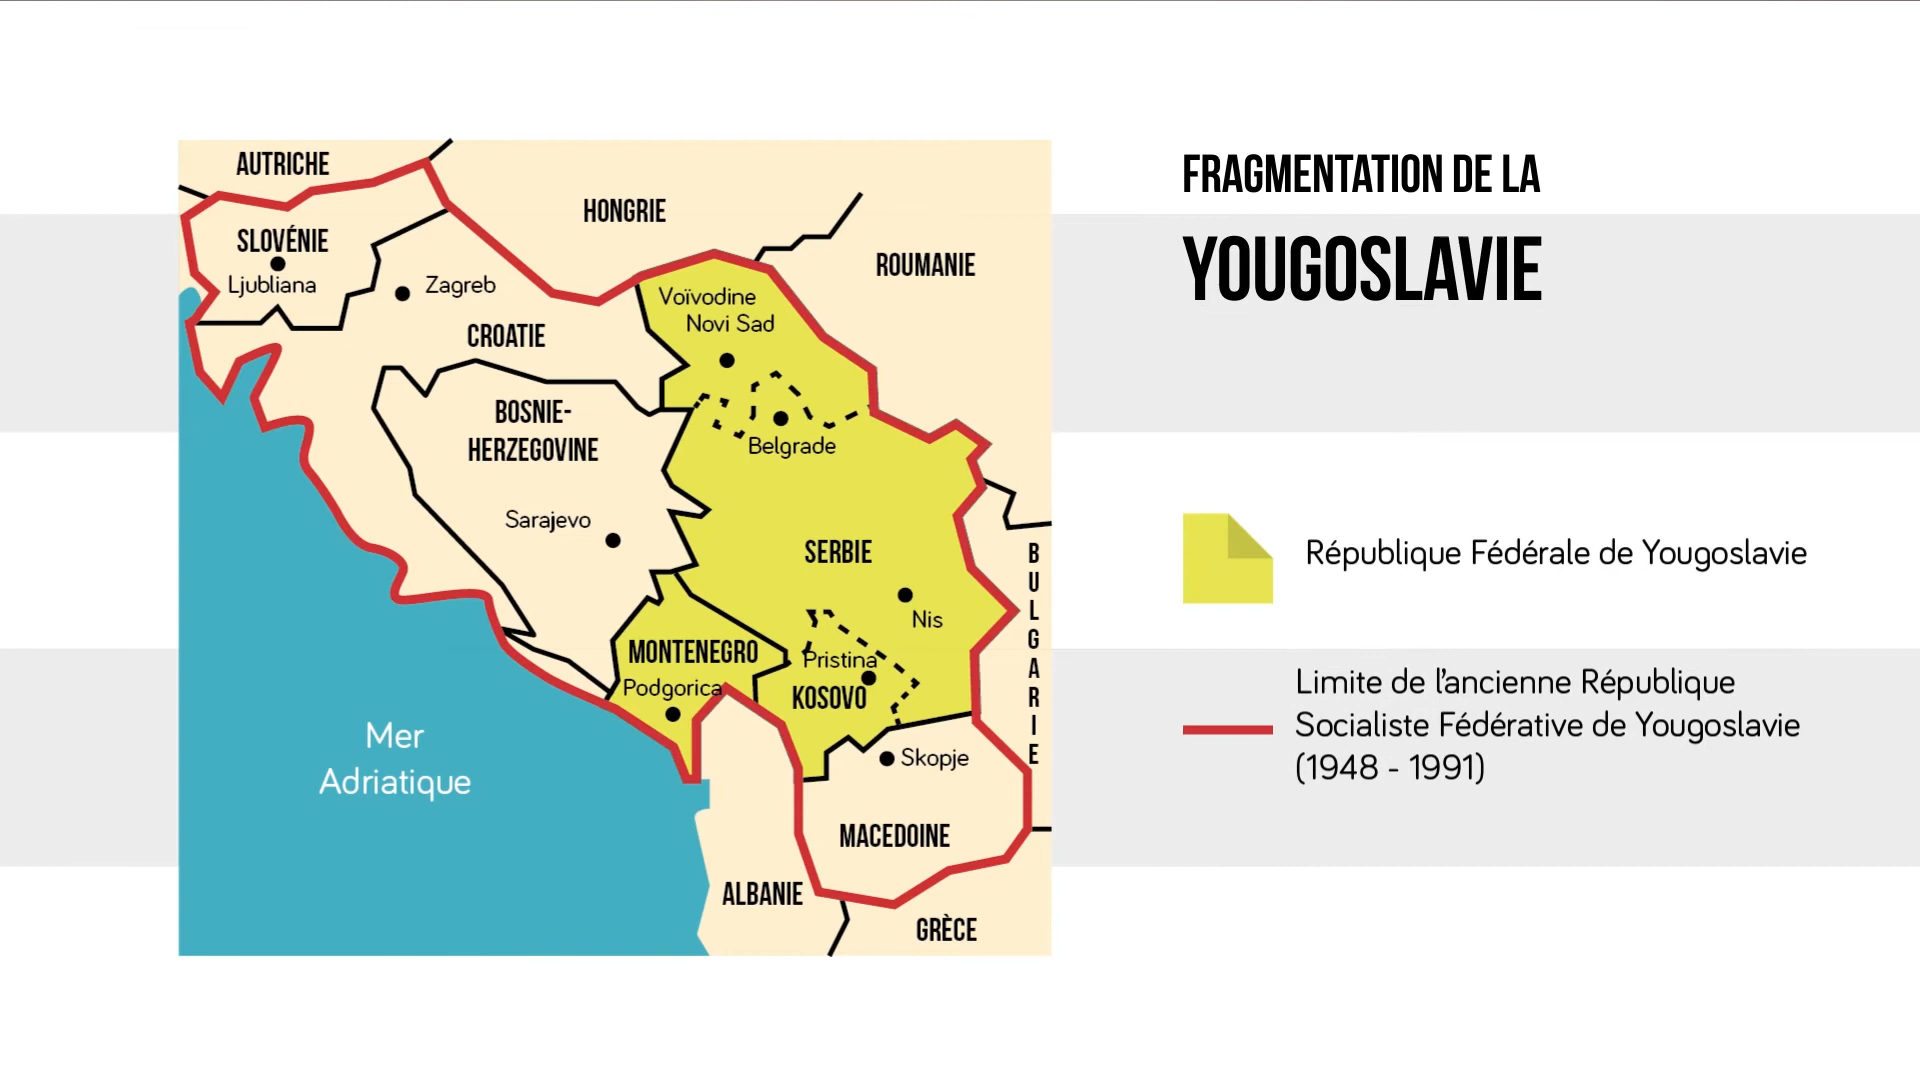 FRAGMENTATION DE LA
YOUGOSLAVIE
AUTRICHE
HONGRIE
SLOVÉNIE
Ljubliana
Zagreb
ROUMANIE
CROATIE
Voïvodine
Novi Sad
BOSNIE-
HERZEGOVINE
Belgrade
Sarajevo
SERBIE
Nis
MONTENEGRO
Podgorica
Pristina
KOSOVO
BULGARIE
Mer
Adriatique
Skopje
MACEDOINE
ALBANIE
GRÈCE
République Fédérale de Yougoslavie
Limite de l'ancienne République
Socialiste Fédérative de Yougoslavie
(1948 - 1991)